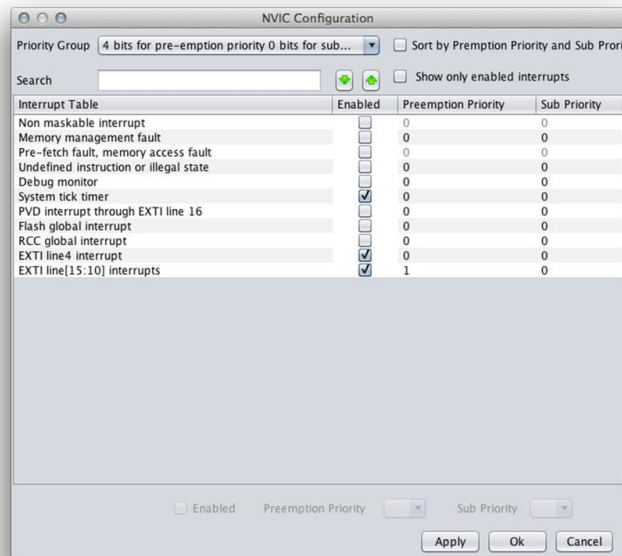 NVIC Configuration
Priority Group 4 bits for pre-emption priority 0 bits for sub... Sort by Premption Priority and Sub Prori
Search Show only enabled interrupts
Interrupt Table Enabled Preemption Priority Sub Priority
Non maskable interrupt 0 0
Memory management fault 0 0
Pre-fetch fault, memory access fault 0 0
Undefined instruction or illegal state 0 0
Debug monitor 0 0
System tick timer 0 0
PVD interrupt through EXTI line 16 0 0
Flash global interrupt 0 0
RCC global interrupt 0 0
EXTI line4 interrupt 0 0
EXTI line[15:10] interrupts 1 0
Enabled Preemption Priority Sub Priority
Apply Ok Cancel